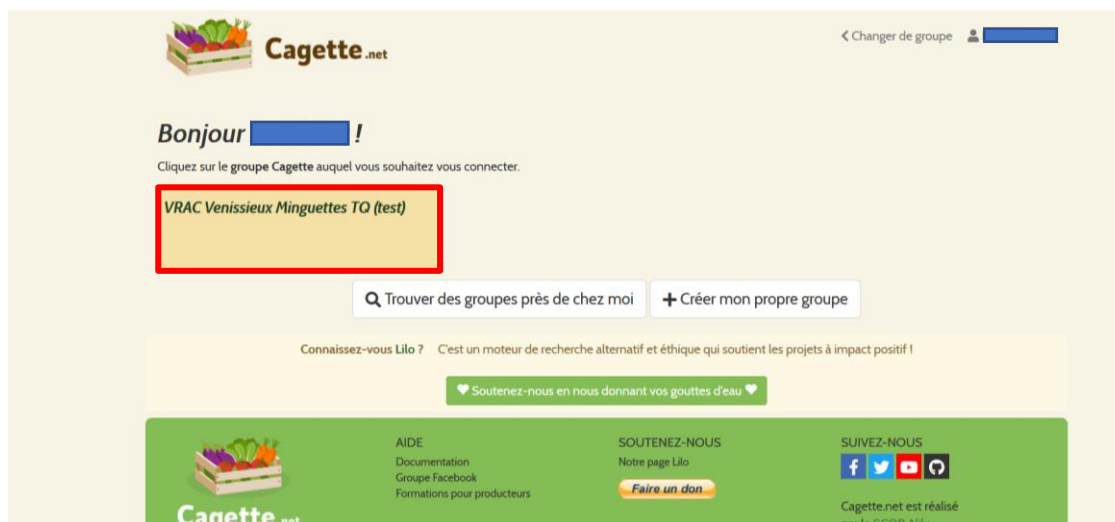 Cagette.net
Changer de groupe
Bonjour !
Cliquez sur le groupe Cagette auquel vous souhaitez vous connecter.
VRAC Venissieux Minguettes TQ (test)
Trouver des groupes près de chez moi
Créer mon propre groupe
Connaissez-vous Lilo ? C'est un moteur de recherche alternatif et éthique qui soutient les projets à impact positif !
Soutenez-nous en nous donnant vos gouttes d'eau
AIDE
Documentation
Groupe Facebook
Formations pour producteurs
SOUTENEZ-NOUS
Notre page Lilo
Faire un don
SUIVEZ-NOUS
Cagette.net est réalisé
Cagette.net